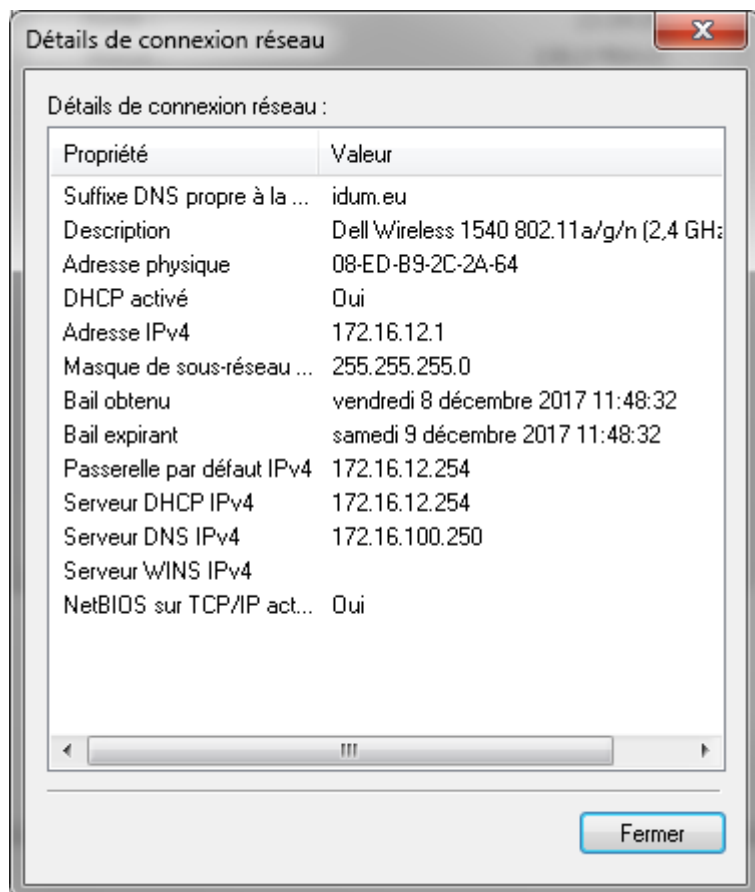 Détails de connexion réseau
Détails de connexion réseau :
Propriété Valeur
Suffixe DNS propre à la ... idum.eu
Description Dell Wireless 1540 802.11a/g/n (2,4 GHz
Adresse physique 08-ED-B9-2C-2A-64
DHCP activé Oui
Adresse IPv4 172.16.12.1
Masque de sous-réseau ... 255.255.255.0
Bail obtenu vendredi 8 décembre 2017 11:48:32
Bail expirant samedi 9 décembre 2017 11:48:32
Passerelle par défaut IPv4 172.16.12.254
Serveur DHCP IPv4 172.16.12.254
Serveur DNS IPv4 172.16.100.250
Serveur WINS IPv4
NetBIOS sur TCP/IP act... Oui
Fermer